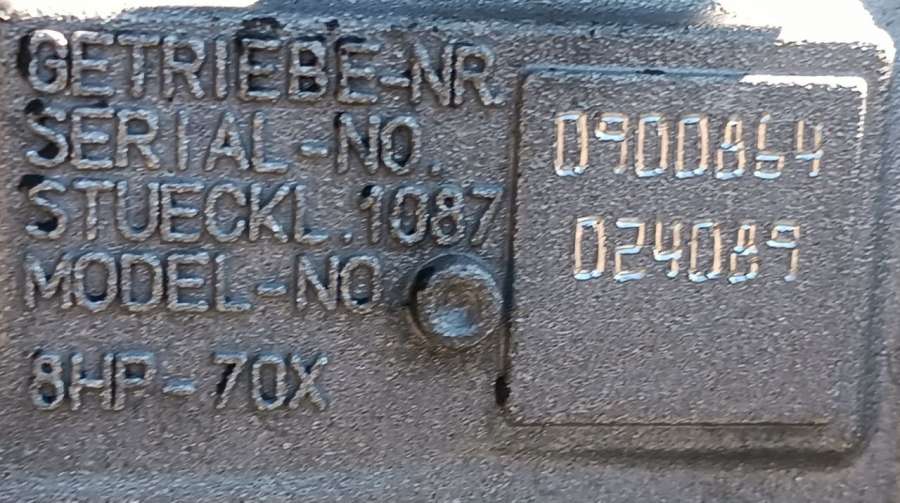 GETRIEBE-NR.
SERIAL-NO.
0900864
STUECKL.1087
024089
MODEL-NO
8HP-70X